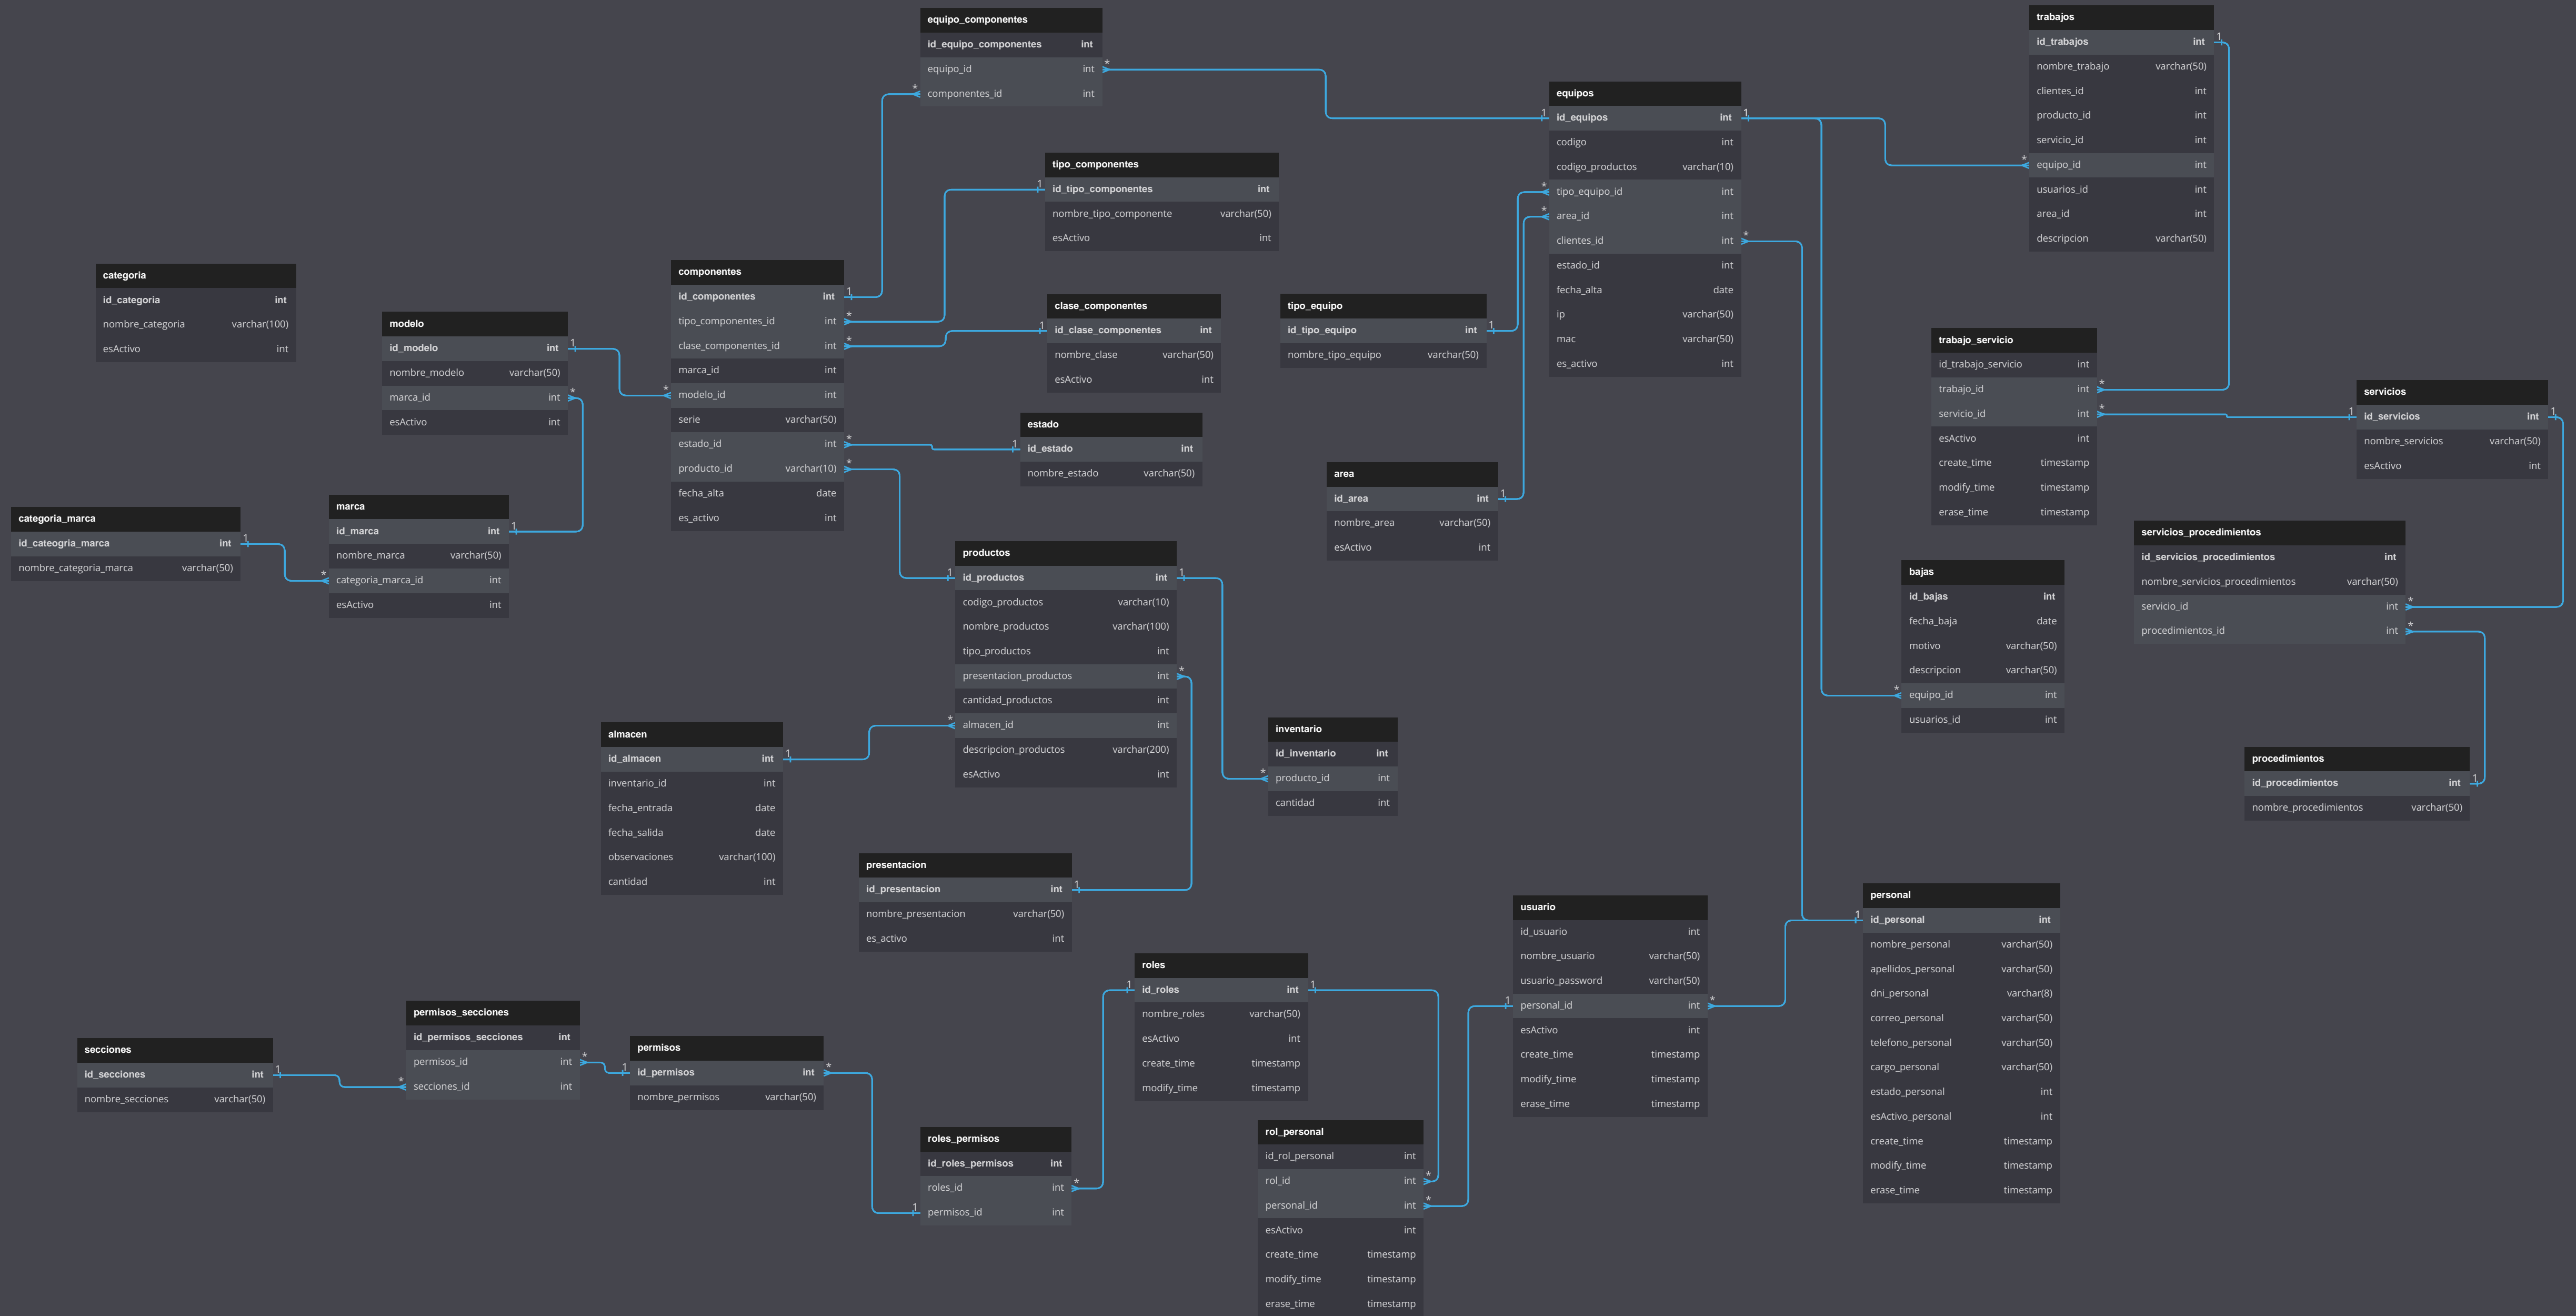 equipo_componentes
id_equipo_componentes int
equipo_id int
componentes_id int
trabajos
id_trabajos int
nombre_trabajo varchar(50)
clientes_id int
producto_id int
servicio_id int
equipo_id int
usuarios_id int
area_id int
descripcion varchar(50)
equipos
id_equipos int
codigo int
codigo_productos varchar(10)
tipo_equipo_id int
area_id int
clientes_id int
estado_id int
fecha_alta date
ip varchar(50)
mac varchar(50)
es_activo int
tipo_componentes
id_tipo_componentes int
nombre_tipo_componente varchar(50)
esActivo int
categoria
id_categoria int
nombre_categoria varchar(100)
esActivo int
modelo
id_modelo int
nombre_modelo varchar(50)
marca_id int
esActivo int
componentes
id_componentes int
tipo_componentes_id int
clase_componentes_id int
marca_id int
modelo_id int
serie varchar(50)
estado_id int
producto_id varchar(10)
fecha_alta date
es_activo int
clase_componentes
id_clase_componentes int
nombre_clase varchar(50)
esActivo int
tipo_equipo
id_tipo_equipo int
nombre_tipo_equipo varchar(50)
trabajo_servicio
id_trabajo_servicio int
trabajo_id int
servicio_id int
esActivo int
create_time timestamp
modify_time timestamp
erase_time timestamp
servicios
id_servicios int
nombre_servicios varchar(50)
esActivo int
estado
id_estado int
nombre_estado varchar(50)
area
id_area int
nombre_area varchar(50)
esActivo int
categoria_marca
id_cateogria_marca int
nombre_categoria_marca varchar(50)
marca
id_marca int
nombre_marca varchar(50)
categoria_marca_id int
esActivo int
productos
id_productos int
codigo_productos varchar(10)
nombre_productos varchar(100)
tipo_productos int
presentacion_productos int
cantidad_productos int
almacen_id int
descripcion_productos varchar(200)
esActivo int
servicios_procedimientos
id_servicios_procedimientos int
nombre_servicios_procedimientos varchar(50)
servicio_id int
procedimientos_id int
bajas
id_bajas int
fecha_baja date
motivo varchar(50)
descripcion varchar(50)
equipo_id int
usuarios_id int
almacen
id_almacen int
inventario_id int
fecha_entrada date
fecha_salida date
observaciones varchar(100)
cantidad int
inventario
id_inventario int
producto_id int
cantidad int
procedimientos
id_procedimientos int
nombre_procedimientos varchar(50)
presentacion
id_presentacion int
nombre_presentacion varchar(50)
es_activo int
usuario
id_usuario int
nombre_usuario varchar(50)
usuario_password varchar(50)
personal_id int
esActivo int
create_time timestamp
modify_time timestamp
erase_time timestamp
personal
id_personal int
nombre_personal varchar(50)
apellidos_personal varchar(50)
dni_personal varchar(8)
correo_personal varchar(50)
telefono_personal varchar(50)
cargo_personal varchar(50)
estado_personal int
esActivo_personal int
create_time timestamp
modify_time timestamp
erase_time timestamp
roles
id_roles int
nombre_roles varchar(50)
esActivo int
create_time timestamp
modify_time timestamp
secciones
id_secciones int
nombre_secciones varchar(50)
permisos_secciones
id_permisos_secciones int
permisos_id int
secciones_id int
permisos
id_permisos int
nombre_permisos varchar(50)
roles_permisos
id_roles_permisos int
roles_id int
permisos_id int
rol_personal
id_rol_personal int
rol_id int
personal_id int
esActivo int
create_time timestamp
modify_time timestamp
erase_time timestamp